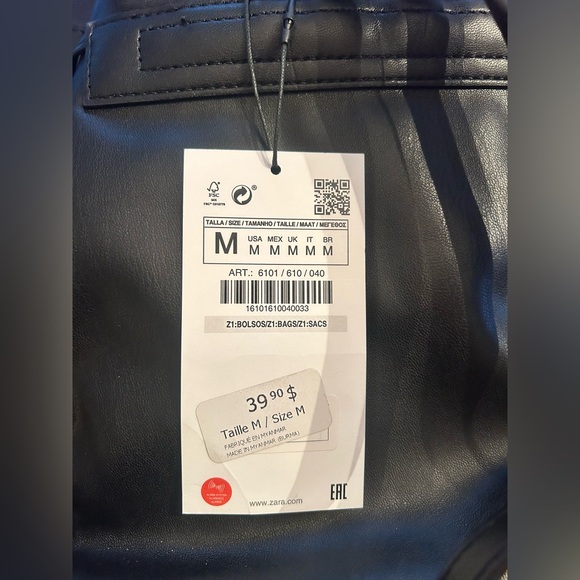 FSC
MIX
TALLA / SIZE / TAMANHO / TAILLE / MAAT / ΜΕΓΕΘΟΣ
M USA MEX UK IT BR
M M M M M
ART.: 6101 / 610 / 040
16101610040033
Z1:BOLSOS/Z1:BAGS/Z1:SACS
39 90 $
Taille M / Size M
FABRIQUÉ EN MYANMAR
MADE IN MYANMAR (BURMA)
www.zara.com
EAC